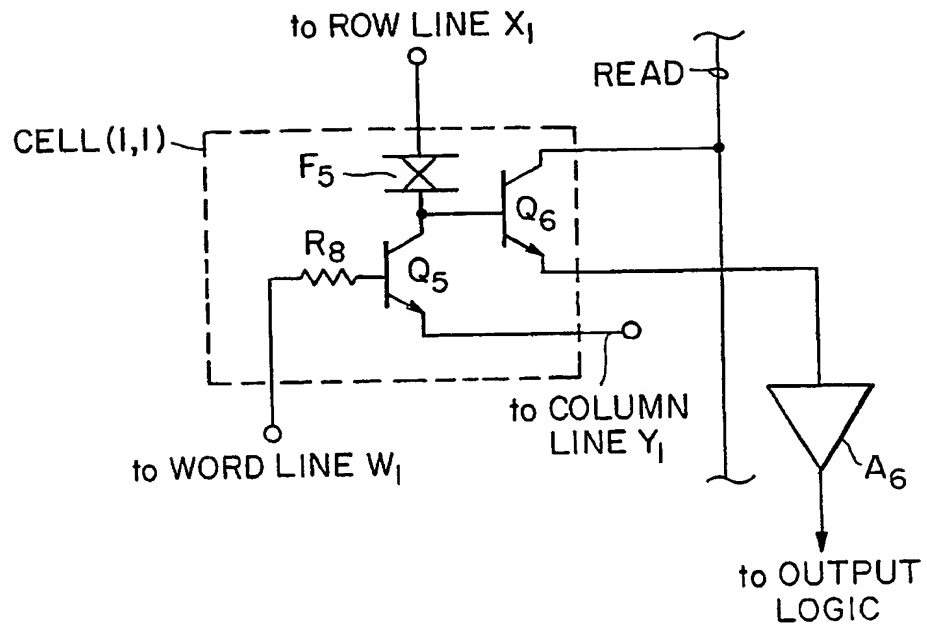 to ROW LINE X1
READ
CELL(1,1)
F5
Q6
R8
Q5
to COLUMN
LINE Y1
to WORD LINE W1
A6
to OUTPUT
LOGIC